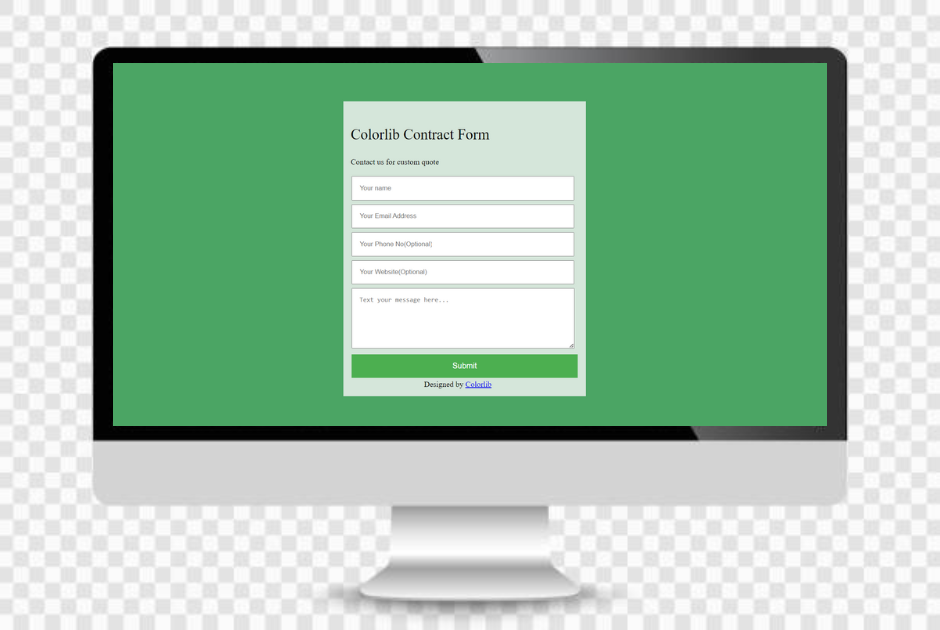 Colorlib Contract Form
Contact us for custom quote
Your name
Your Email Address
Your Phone No(Optional)
Your Website(Optional)
Text your message here...
Submit
Designed by Colorlib